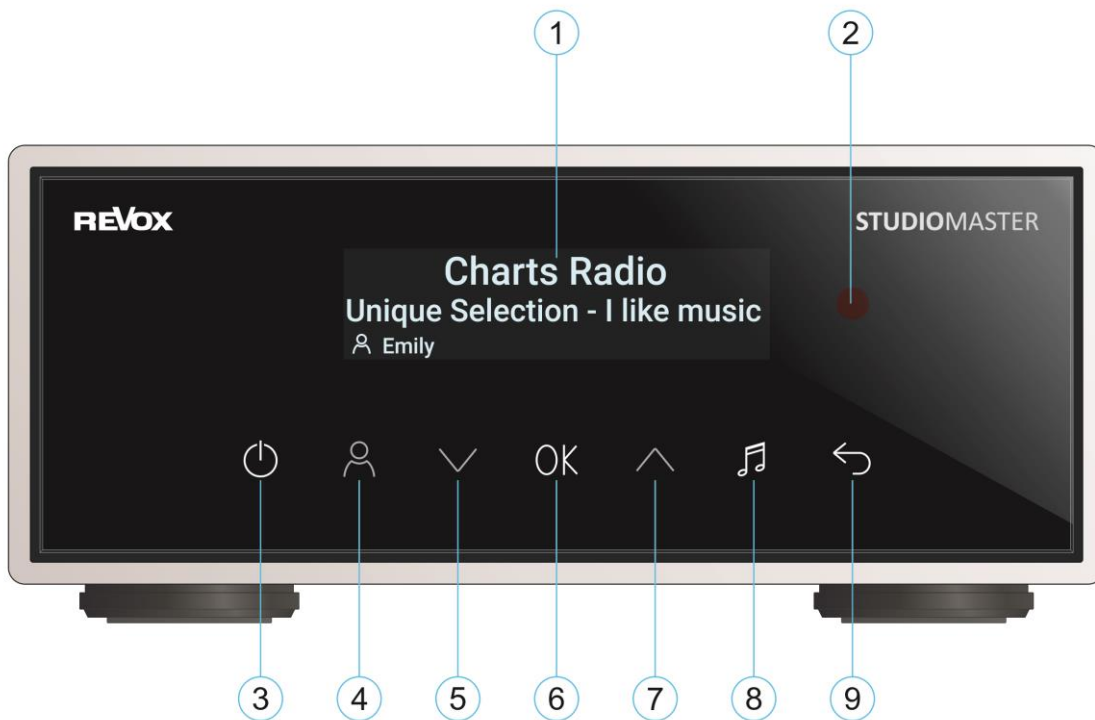 1
2
REVOX
STUDIOMASTER
Charts Radio
Unique Selection - I like music
Emily
OK
3
4
5
6
7
8
9